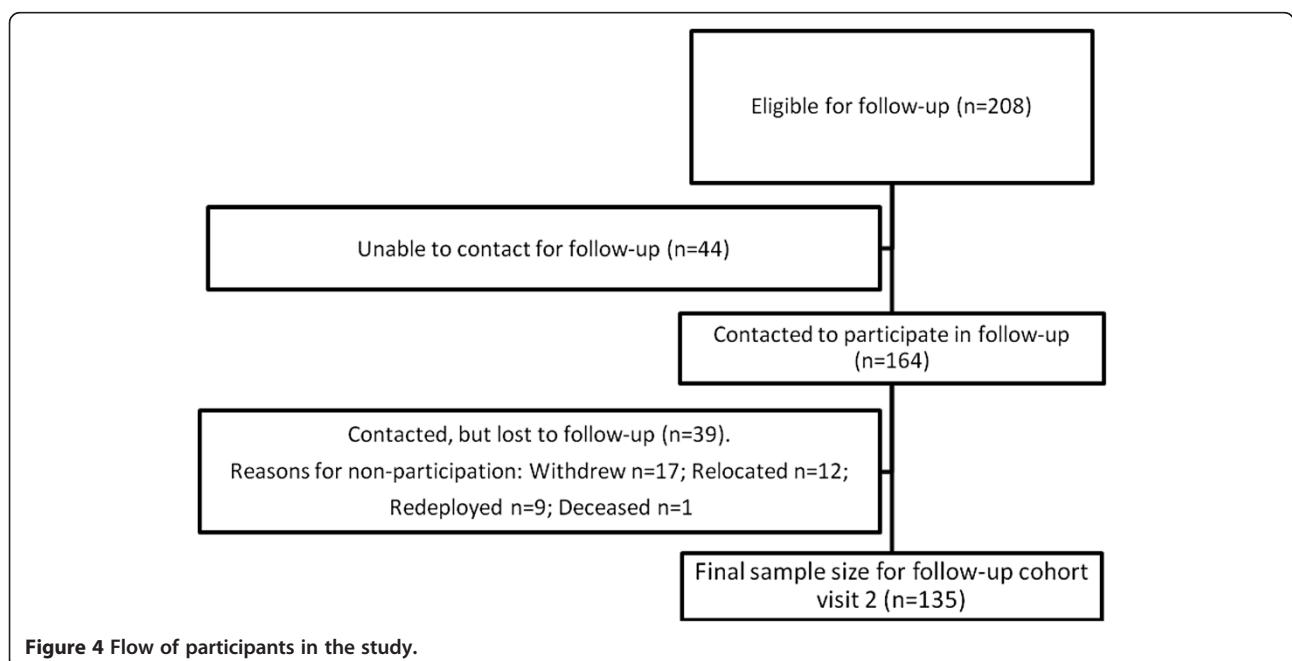 Eligible for follow-up (n=208)
Unable to contact for follow-up (n=44)
Contacted to participate in follow-up
(n=164)
Contacted, but lost to follow-up (n=39).
Reasons for non-participation: Withdrew n=17; Relocated n=12;
Redeployed n=9; Deceased n=1
Final sample size for follow-up cohort
visit 2 (n=135)
Figure 4 Flow of participants in the study.